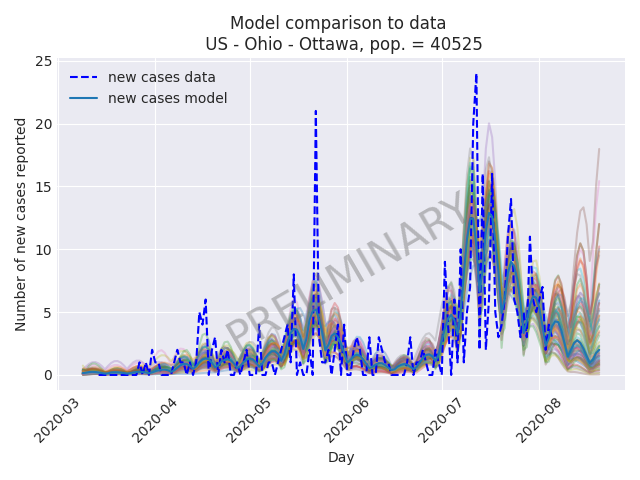 Model comparison to data
US - Ohio - Ottawa, pop. = 40525
25
20
15
10
5
0
Number of new cases reported
new cases data
new cases model
PRELIMINARY
2020-03
2020-04
2020-05
2020-06
2020-07
2020-08
Day